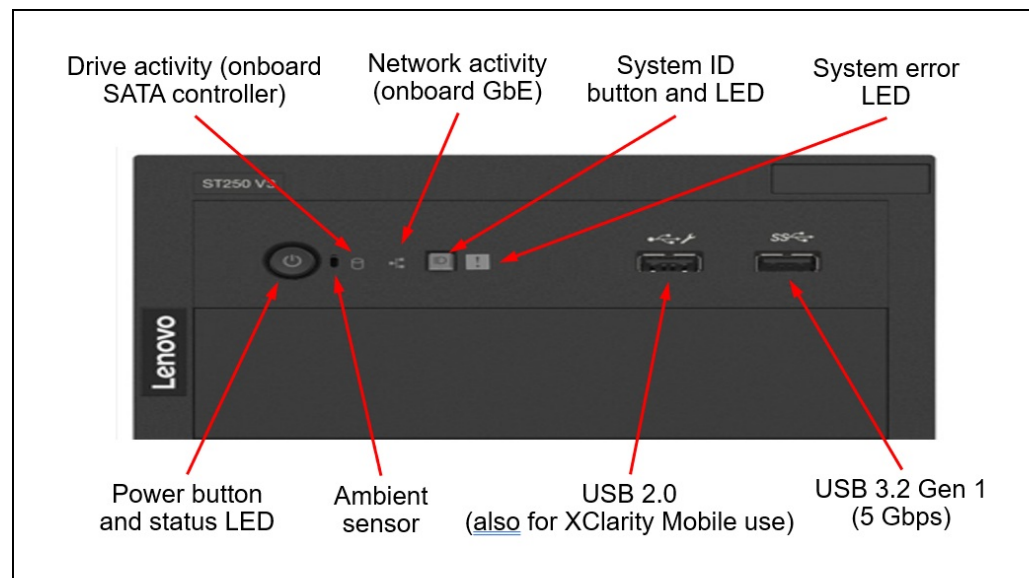 Drive activity (onboard
SATA controller)
Network activity
(onboard GbE)
System ID
button and LED
System error
LED
ST250 V3
ID
!
SS
Lenovo
Power button
and status LED
Ambient
sensor
USB 2.0
(also for XClarity Mobile use)
USB 3.2 Gen 1
(5 Gbps)